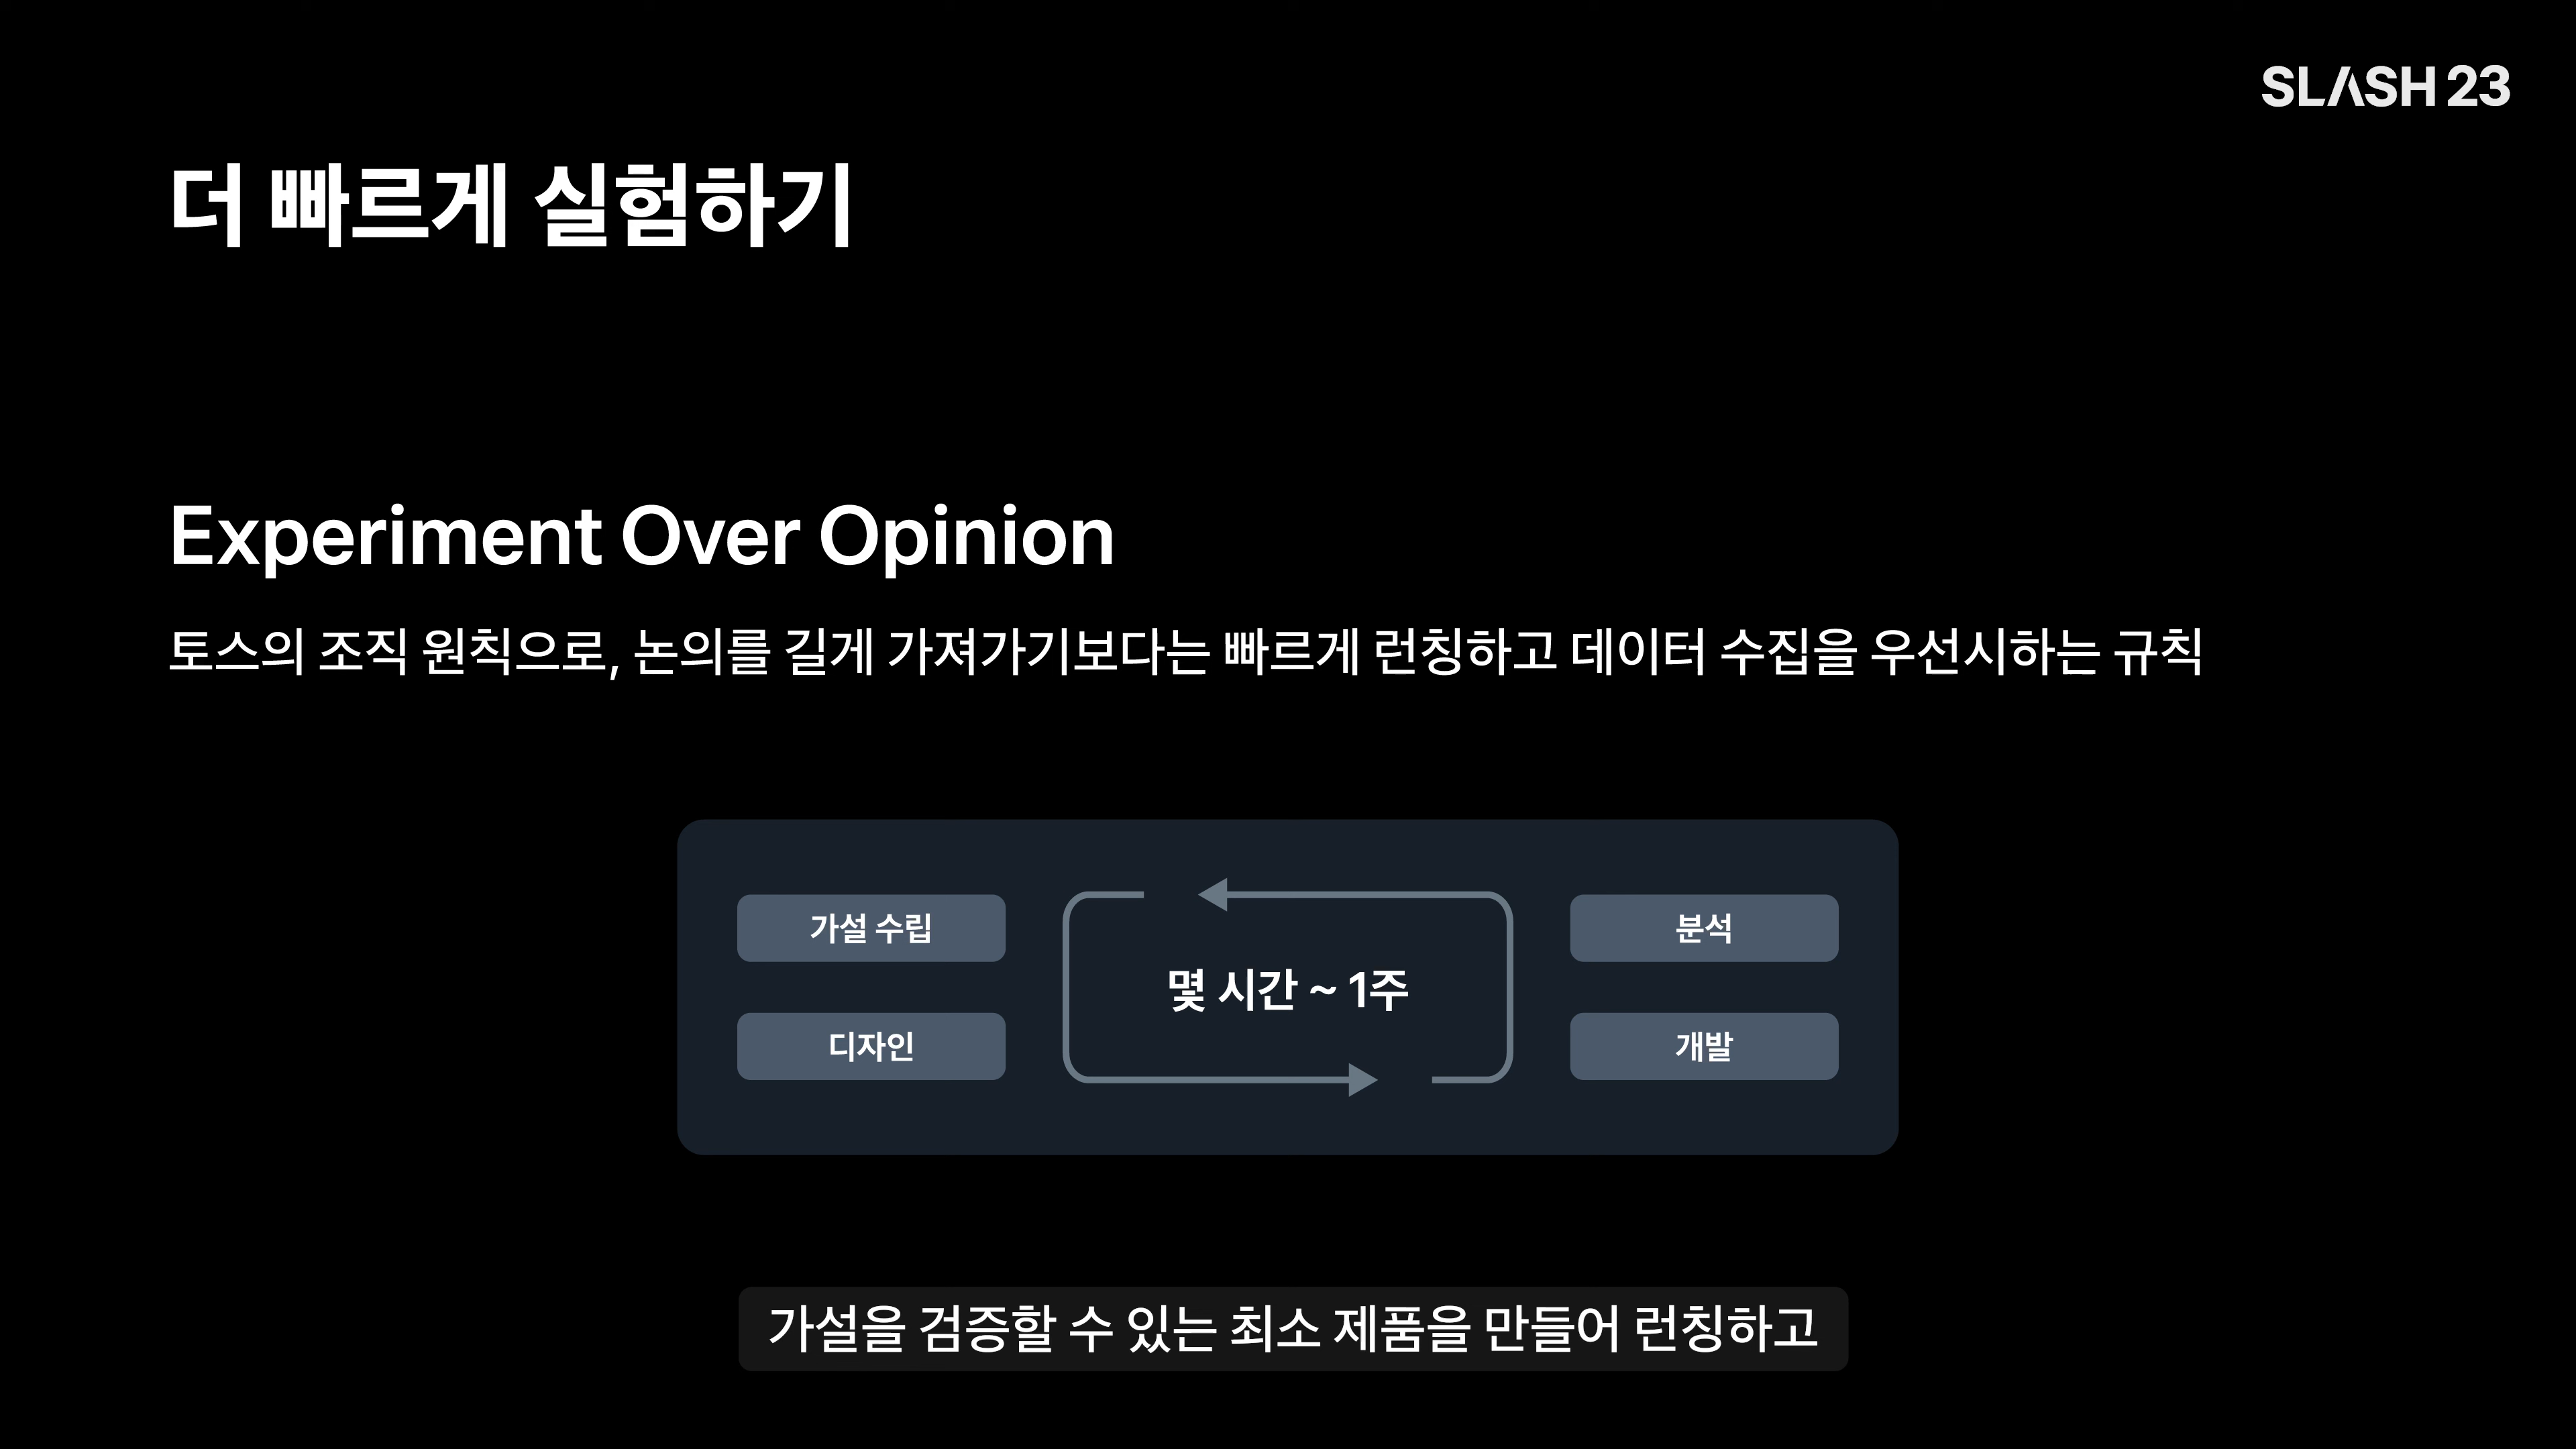 SLASH 23
더 빠르게 실험하기
Experiment Over Opinion
토스의 조직 원칙으로, 논의를 길게 가져가기보다는 빠르게 런칭하고 데이터 수집을 우선시하는 규칙
가설 수립
디자인
몇 시간 ~ 1주
분석
개발
가설을 검증할 수 있는 최소 제품을 만들어 런칭하고